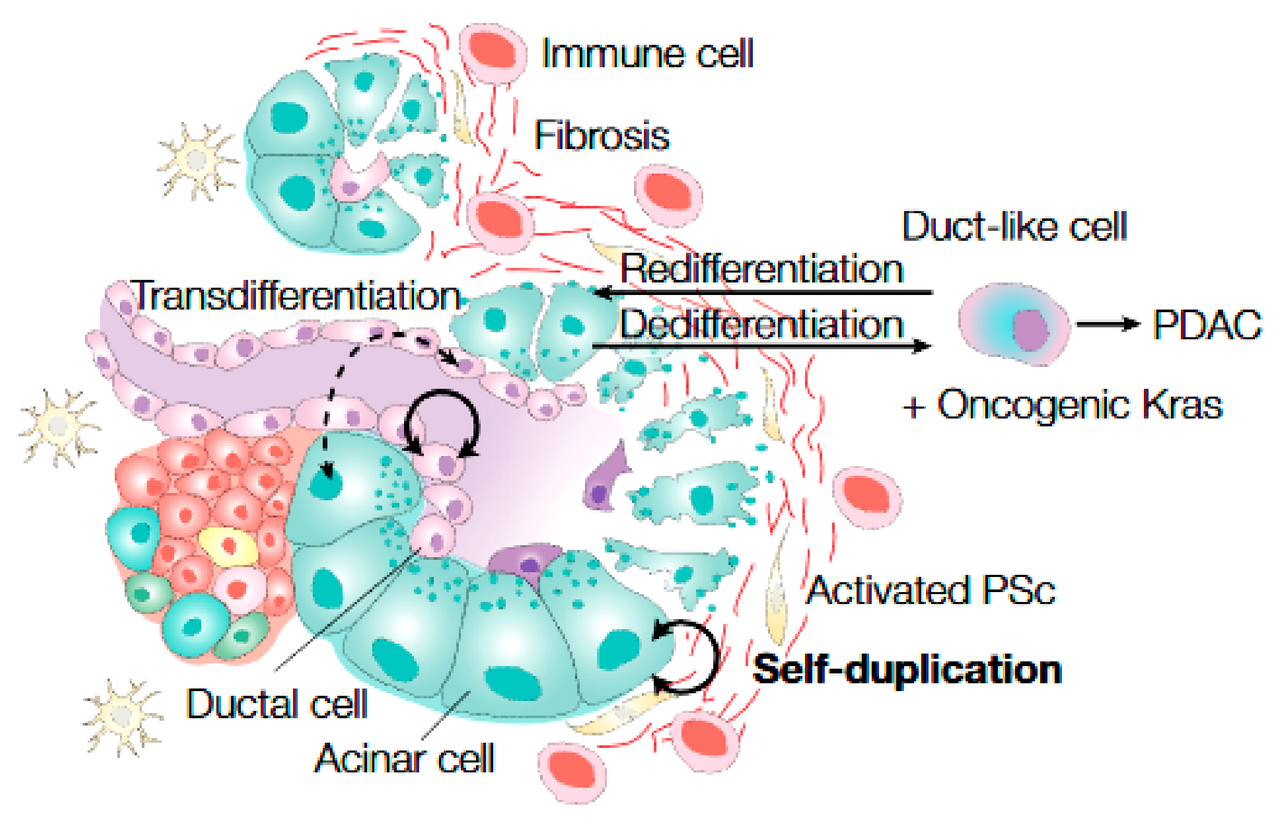 Immune cell
Fibrosis
Duct-like cell
Redifferentiation
Transdifferentiation
Dedifferentiation
PDAC
+ Oncogenic Kras
Activated PSc
Self-duplication
Ductal cell
Acinar cell